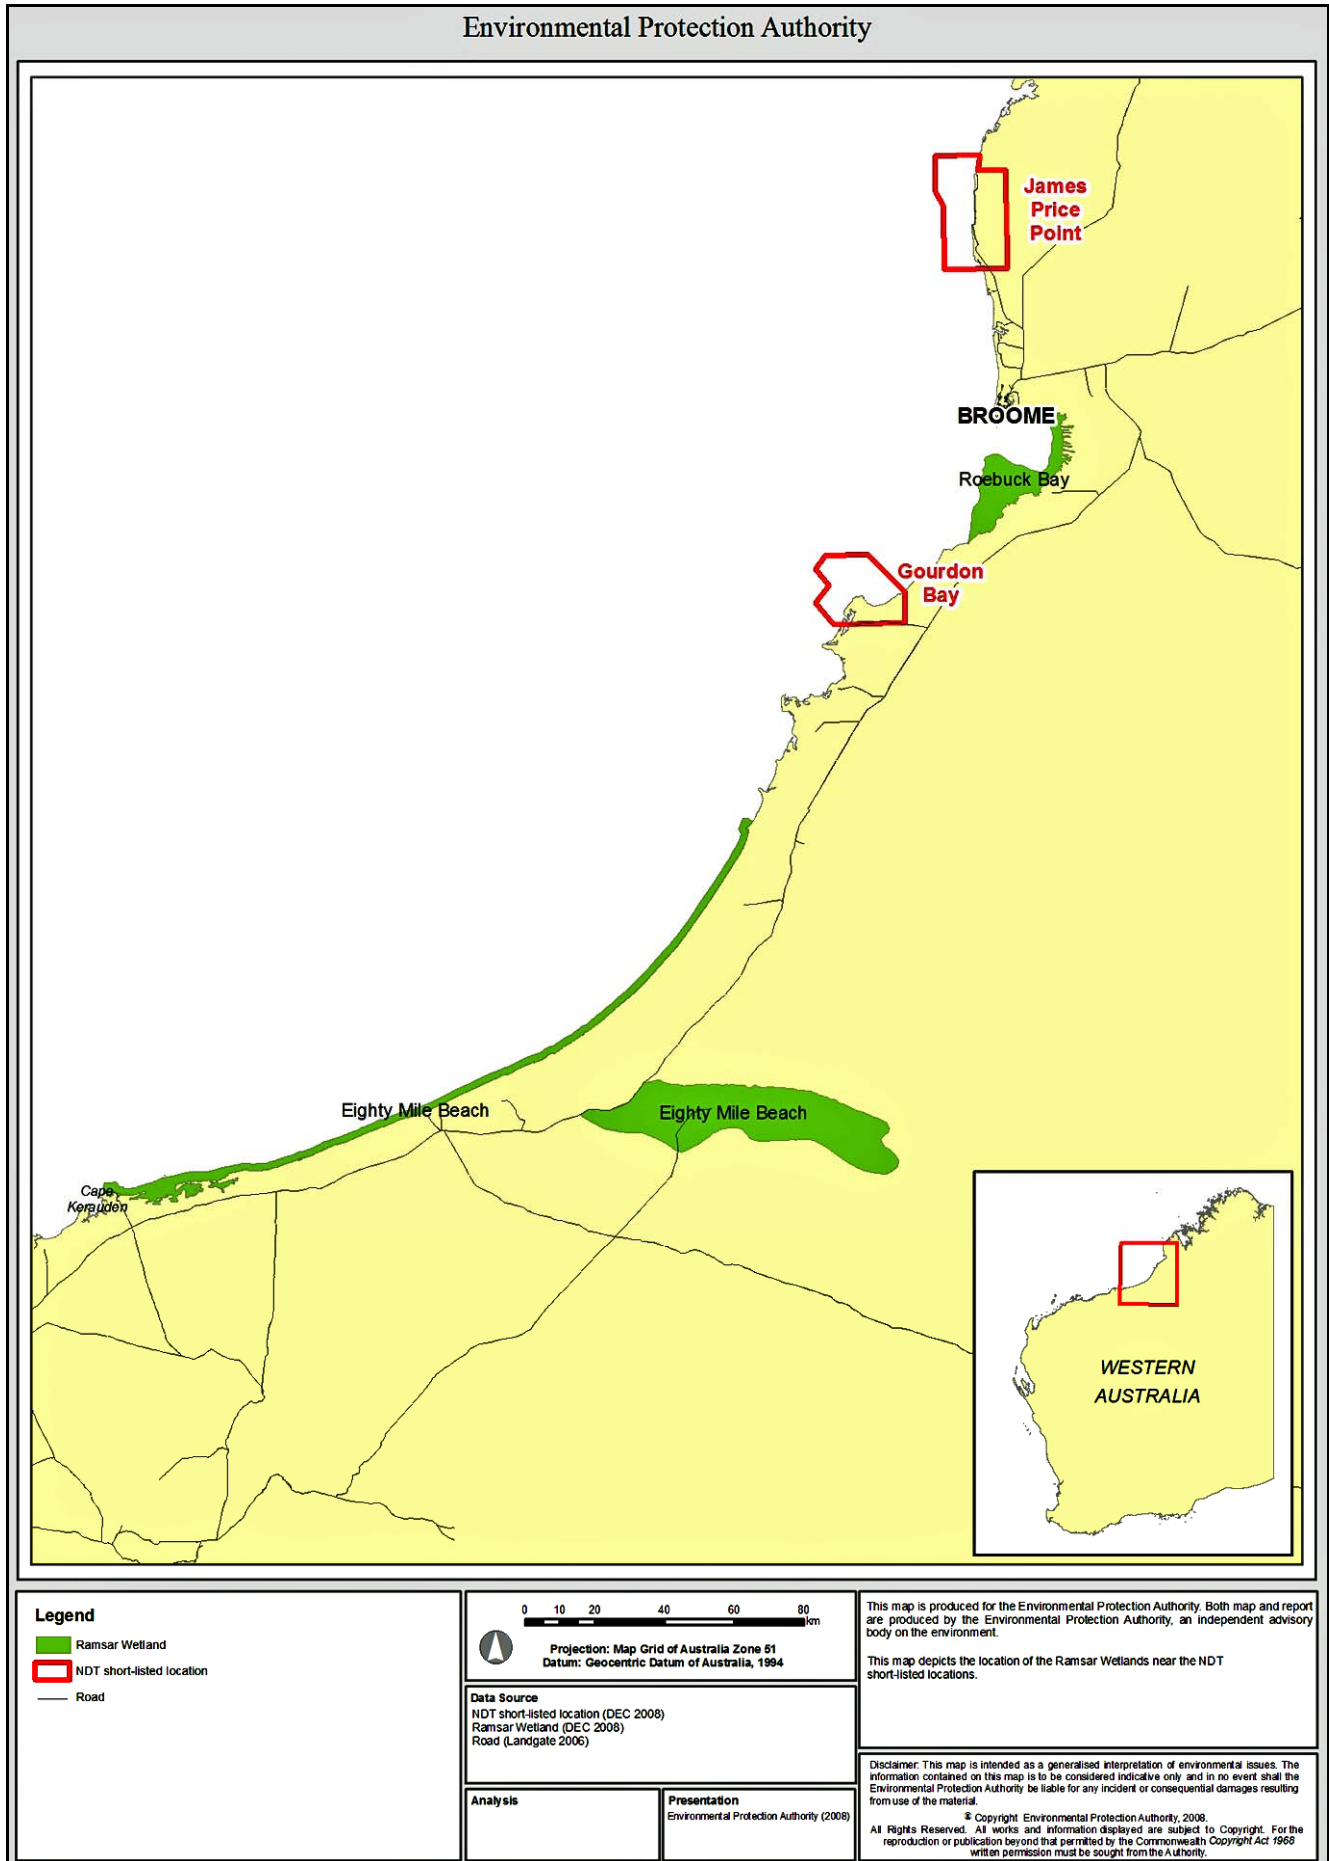 Environmental Protection Authority
James
Price
Point
BROOME
Roebuck Bay
Gourdon
Bay
Eighty Mile Beach
Eighty Mile Beach
Cape
Kerauden
WESTERN
AUSTRALIA
Legend
Ramsar Wetland
NDT short-listed location
Road
0 10 20 40 60 80
km
Projection: Map Grid of Australia Zone 51
Datum: Geocentric Datum of Australia, 1994
Data Source
NDT short-listed location (DEC 2008)
Ramsar Wetland (DEC 2008)
Road (Landgate 2006)
Analysis
Presentation
Environmental Protection Authority (2008)
This map is produced for the Environmental Protection Authority. Both map and report
are produced by the Environmental Protection Authority, an independent advisory
body on the environment.
This map depicts the location of the Ramsar Wetlands near the NDT
short-listed locations.
Disclaimer: This map is intended as a generalised interpretation of environmental issues. The
information contained on this map is to be considered indicative only and in no event shall the
Environmental Protection Authority be liable for any incident or consequential damages resulting
from use of the material.
© Copyright Environmental Protection Authority, 2008.
All Rights Reserved. All works and information displayed are subject to Copyright. For the
reproduction or publication beyond that permitted by the Commonwealth Copyright Act 1968
written permission must be sought from the Authority.